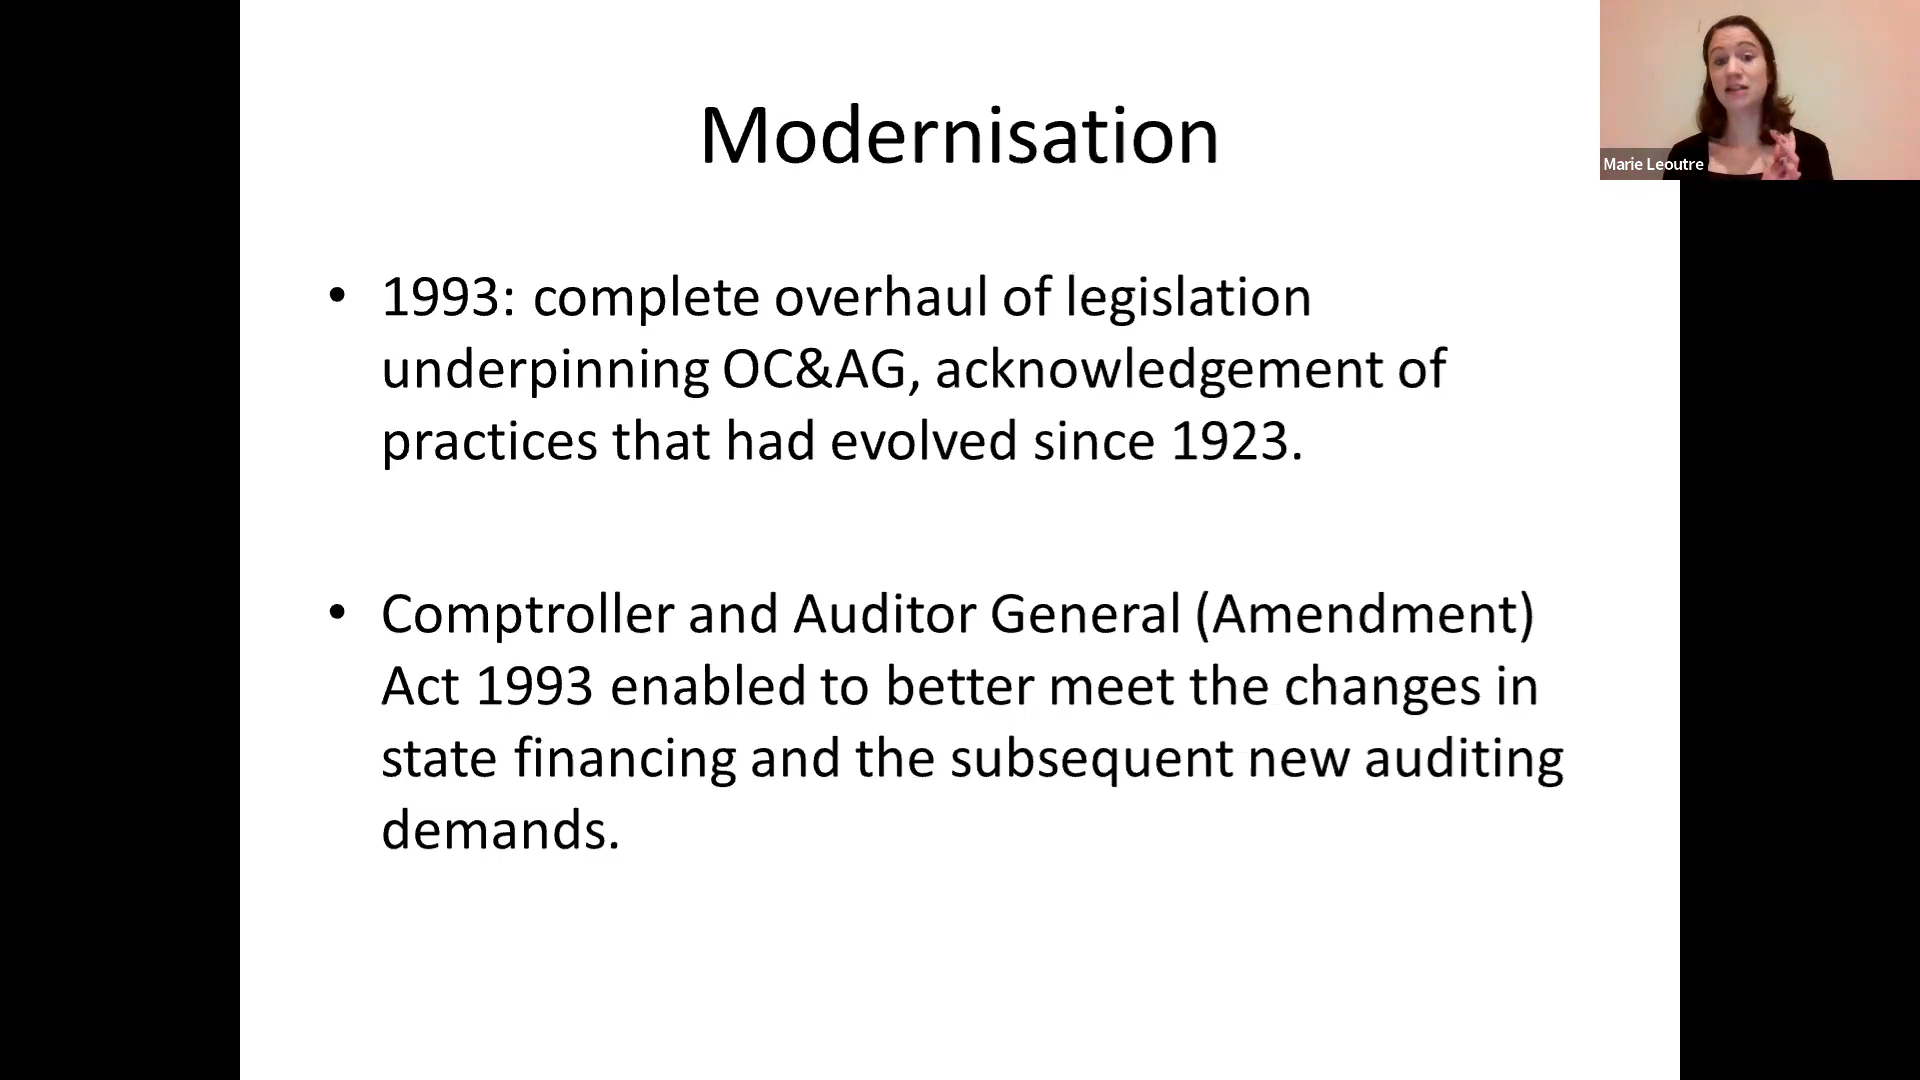 Modernisation
Marie Leoutre
• 1993: complete overhaul of legislation
underpinning OC&AG, acknowledgement of
practices that had evolved since 1923.
• Comptroller and Auditor General (Amendment)
Act 1993 enabled to better meet the changes in
state financing and the subsequent new auditing
demands.